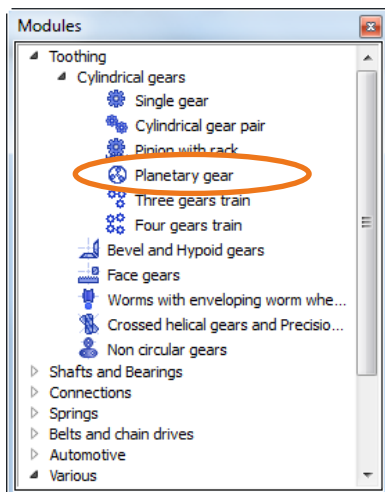 Modules
Toothing
Cylindrical gears
Single gear
Cylindrical gear pair
Pinion with rack
Planetary gear
Three gears train
Four gears train
Bevel and Hypoid gears
Face gears
Worms with enveloping worm whe...
Crossed helical gears and Precisio...
Non circular gears
Shafts and Bearings
Connections
Springs
Belts and chain drives
Automotive
Various